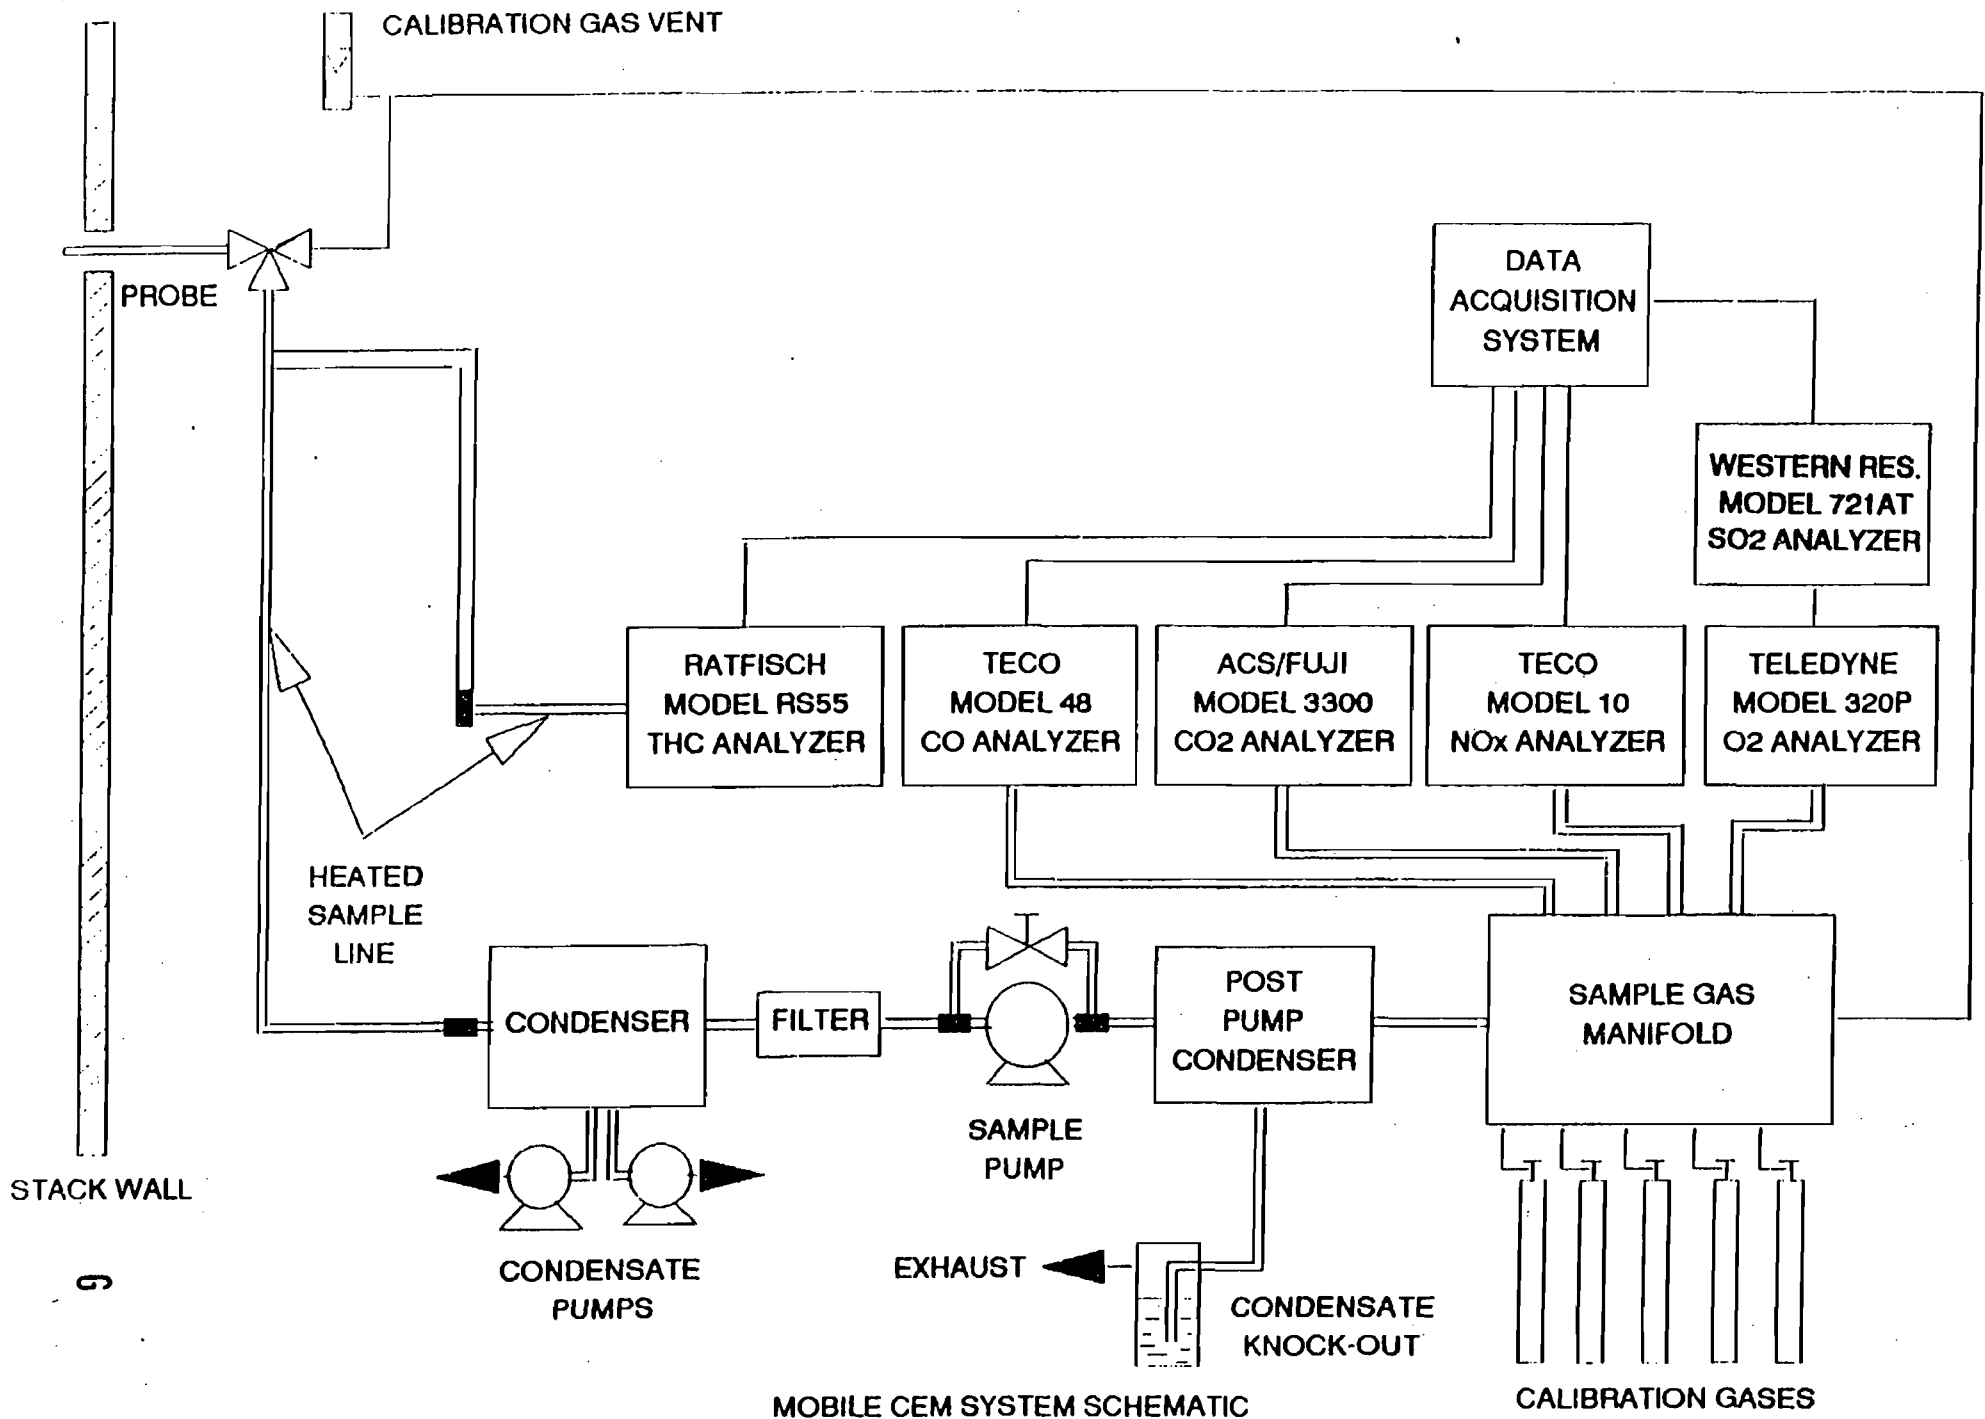 CALIBRATION GAS VENT
PROBE
DATA
ACQUISITION
SYSTEM
WESTERN RES.
MODEL 721AT
SO2 ANALYZER
RATFISCH
MODEL RS55
THC ANALYZER
TECO
MODEL 48
CO ANALYZER
ACS/FUJI
MODEL 3300
CO2 ANALYZER
TECO
MODEL 10
NOx ANALYZER
TELEDYNE
MODEL 320P
O2 ANALYZER
HEATED
SAMPLE
LINE
CONDENSER
FILTER
POST
PUMP
CONDENSER
SAMPLE GAS
MANIFOLD
SAMPLE
PUMP
STACK WALL
CONDENSATE
PUMPS
EXHAUST
CONDENSATE
KNOCK-OUT
CALIBRATION GASES
MOBILE CEM SYSTEM SCHEMATIC